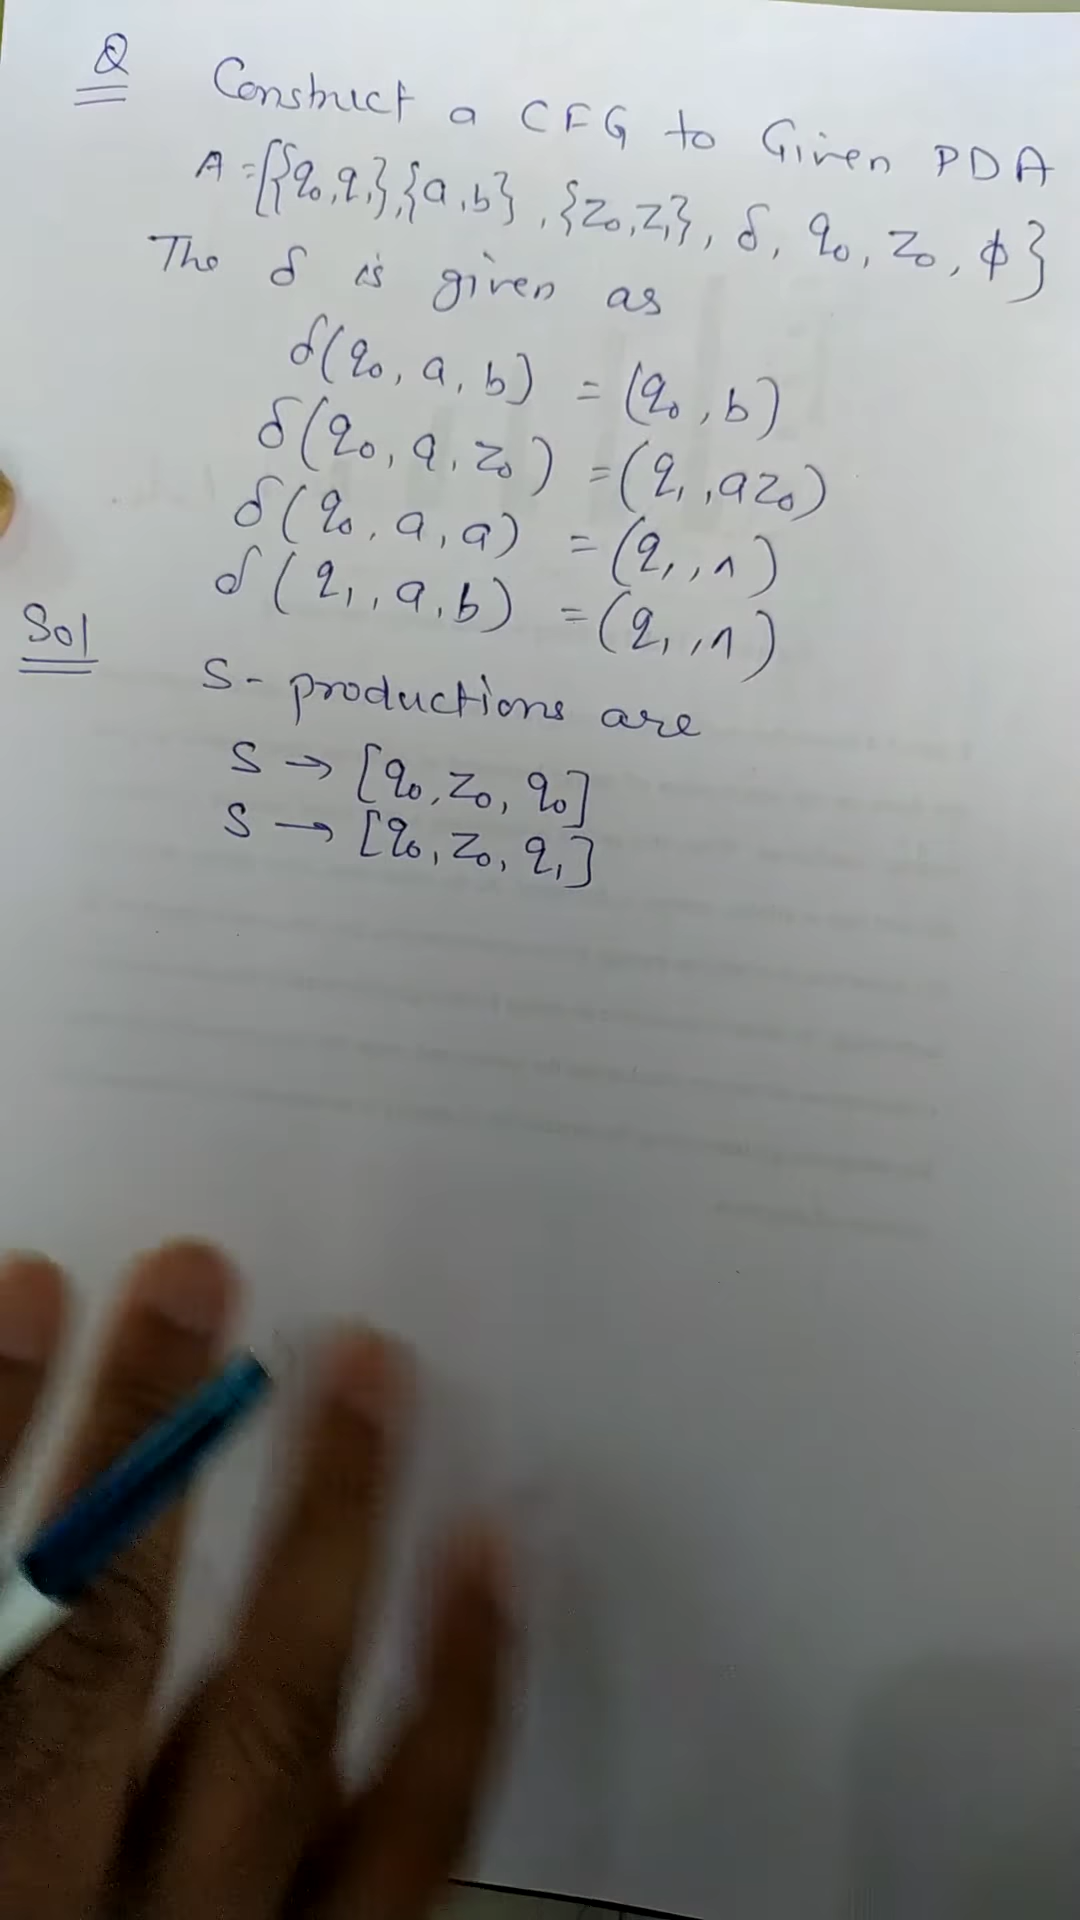 Q Construct a CFG to Given PDA
A = [{q₀,q₁},{a,b},{z₀,z₁}, δ, q₀, z₀, ϕ}
The δ is given as
δ(q₀, a, b) = (q₀, b)
δ(q₀, a, z₀) = (q₁, az₀)
δ(q₀, a, a) = (q₁, ʌ)
δ(q₁, a, b) = (q₁, ʌ)
Sol
S- productions are
S → [q₀, z₀, q₀]
S → [q₀, z₀, q₁]